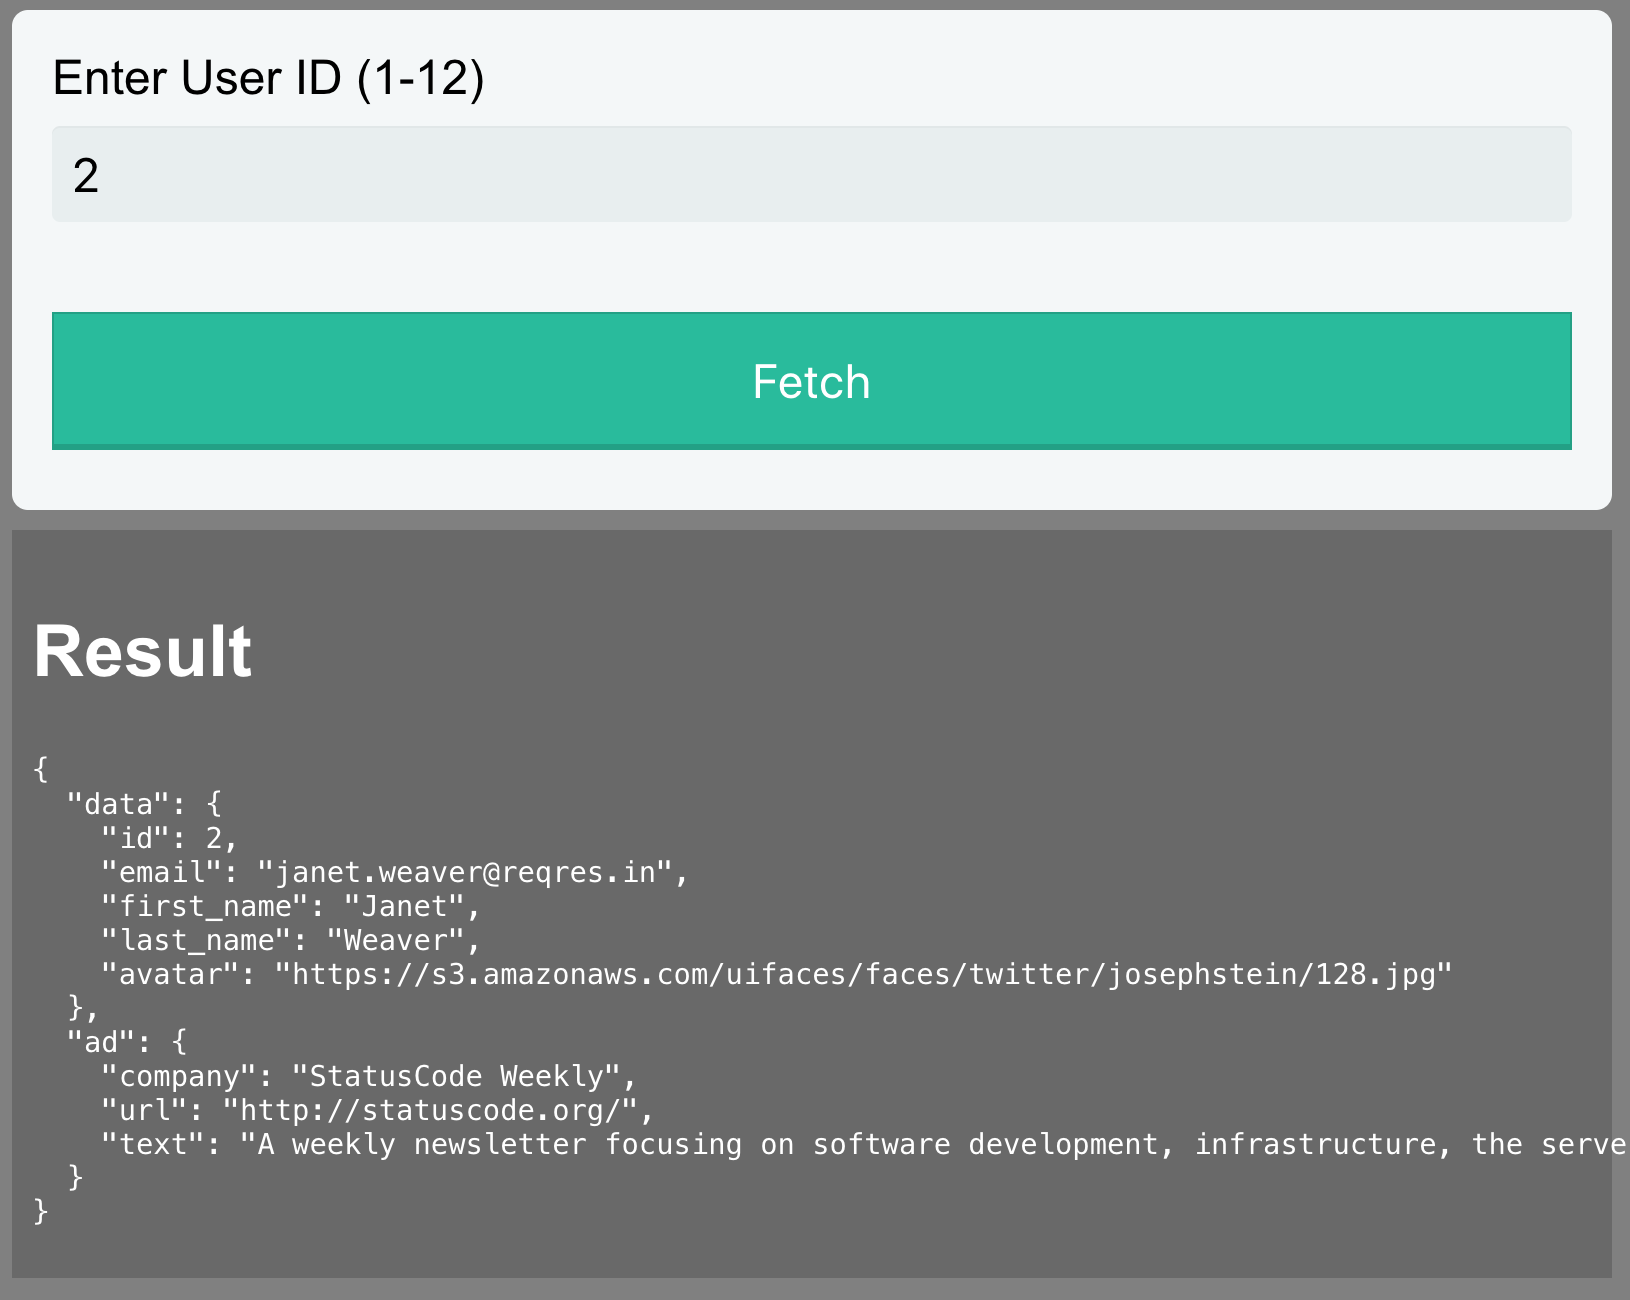 Enter User ID (1-12)
2
Fetch
Result
{
  "data": {
    "id": 2,
    "email": "janet.weaver@reqres.in",
    "first_name": "Janet",
    "last_name": "Weaver",
    "avatar": "https://s3.amazonaws.com/uifaces/faces/twitter/josephstein/128.jpg"
  },
  "ad": {
    "company": "StatusCode Weekly",
    "url": "http://statuscode.org/",
    "text": "A weekly newsletter focusing on software development, infrastructure, the serve
  }
}